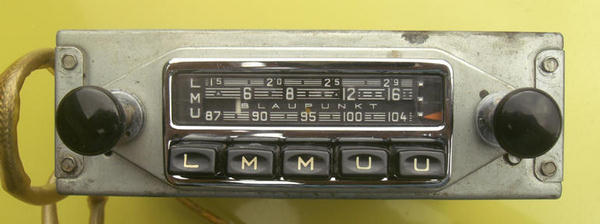 L 15 20 25 29
M 6 8 12 16
BLAUPUNKT
U 87 90 95 100 104
L M M U U